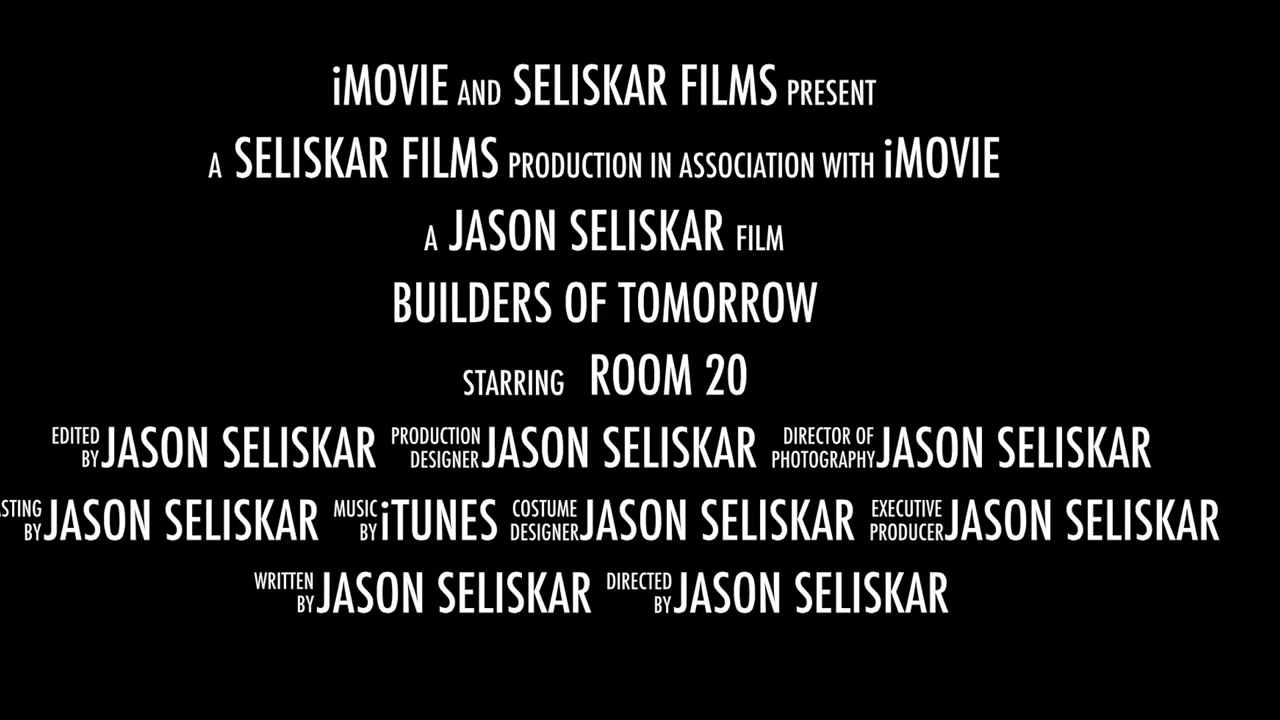 iMOVIE AND SELISKAR FILMS PRESENT
A SELISKAR FILMS PRODUCTION IN ASSOCIATION WITH iMOVIE
A JASON SELISKAR FILM
BUILDERS OF TOMORROW
STARRING ROOM 20
EDITED BY JASON SELISKAR PRODUCTION DESIGNER JASON SELISKAR DIRECTOR OF PHOTOGRAPHY JASON SELISKAR
ASTING BY JASON SELISKAR MUSIC BY iTUNES COSTUME DESIGNER JASON SELISKAR EXECUTIVE PRODUCER JASON SELISKAR
WRITTEN BY JASON SELISKAR DIRECTED BY JASON SELISKAR